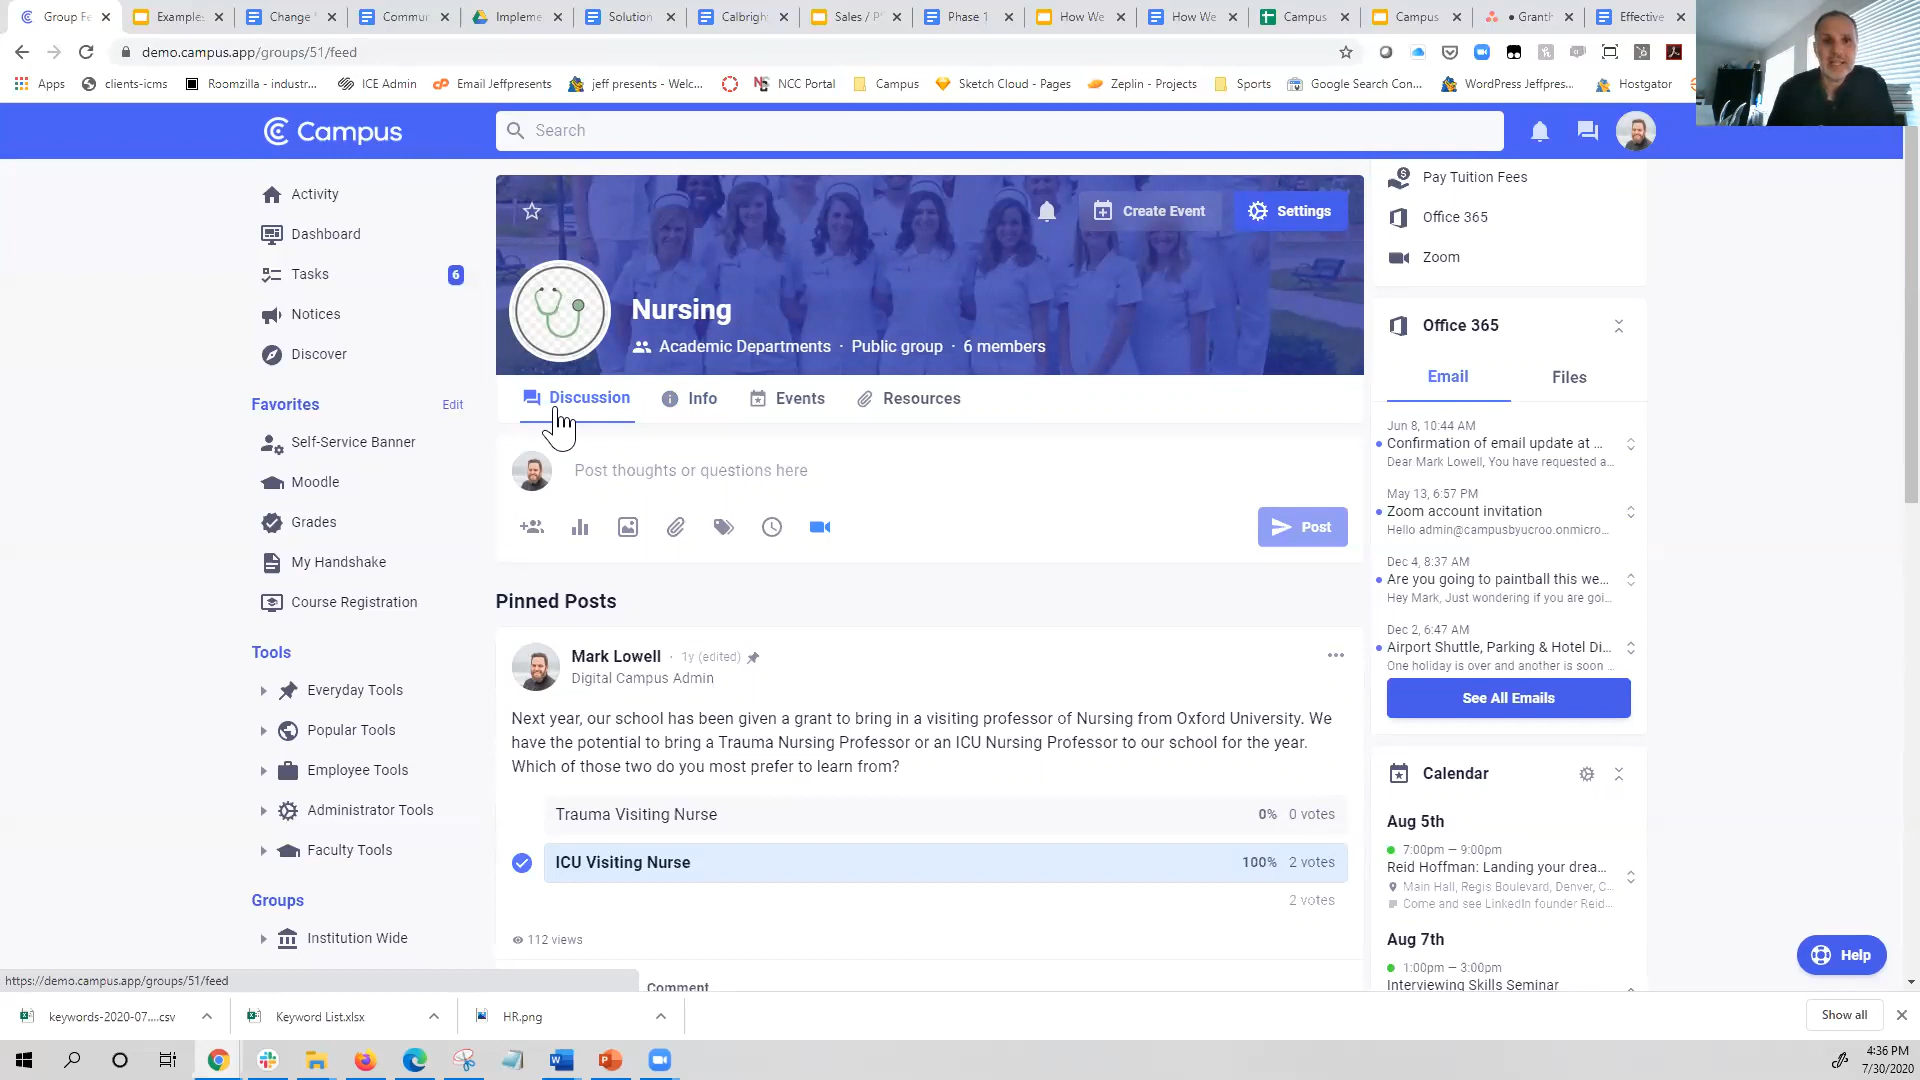 Group Fe
Examples
Change
Commun
Impleme
Solution
Calbright
Sales / P
Phase 1
How We
How We
Campus
Campus
• Granth
Effective
demo.campus.app/groups/51/feed
Apps
clients-icms
Roomzilla - industr...
ICE Admin
Email Jeffpresents
jeff presents - Welc...
NCC Portal
Campus
Sketch Cloud - Pages
Zeplin - Projects
Sports
Google Search Con...
WordPress Jeffpres...
Hostgator
Campus
Search
Activity
Dashboard
Tasks
6
Notices
Discover
Favorites
Edit
Self-Service Banner
Moodle
Grades
My Handshake
Course Registration
Tools
Everyday Tools
Popular Tools
Employee Tools
Administrator Tools
Faculty Tools
Groups
Institution Wide
Create Event
Settings
Nursing
Academic Departments · Public group · 6 members
Discussion
Info
Events
Resources
Post thoughts or questions here
Post
Pinned Posts
Mark Lowell · 1y (edited)
Digital Campus Admin
Next year, our school has been given a grant to bring in a visiting professor of Nursing from Oxford University. We
have the potential to bring a Trauma Nursing Professor or an ICU Nursing Professor to our school for the year.
Which of those two do you most prefer to learn from?
Trauma Visiting Nurse 0% 0 votes
ICU Visiting Nurse 100% 2 votes
2 votes
112 views
Comment
Pay Tuition Fees
Office 365
Zoom
Office 365
Email
Files
Jun 8, 10:44 AM
Confirmation of email update at ...
Dear Mark Lowell, You have requested a...
May 13, 6:57 PM
Zoom account invitation
Hello admin@campusbyucroo.onmicro...
Dec 4, 8:37 AM
Are you going to paintball this we...
Hey Mark, Just wondering if you are goi...
Dec 2, 6:47 AM
Airport Shuttle, Parking & Hotel Di...
One holiday is over and another is soon ...
See All Emails
Calendar
Aug 5th
7:00pm — 9:00pm
Reid Hoffman: Landing your drea...
Main Hall, Regis Boulevard, Denver, C...
Come and see LinkedIn founder Reid...
Aug 7th
1:00pm — 3:00pm
Interviewing Skills Seminar
Help
https://demo.campus.app/groups/51/feed
keywords-2020-07....csv
Keyword List.xlsx
HR.png
Show all
4:36 PM
7/30/2020